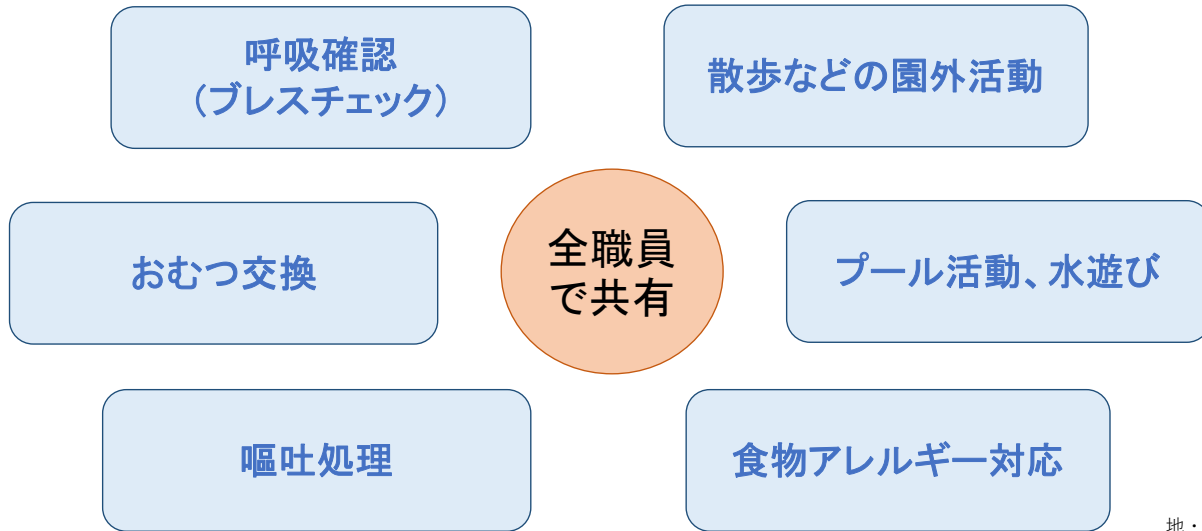 呼吸確認
（ブレスチェック）
散歩などの園外活動
おむつ交換
全職員
で共有
プール活動、水遊び
嘔吐処理
食物アレルギー対応
地・